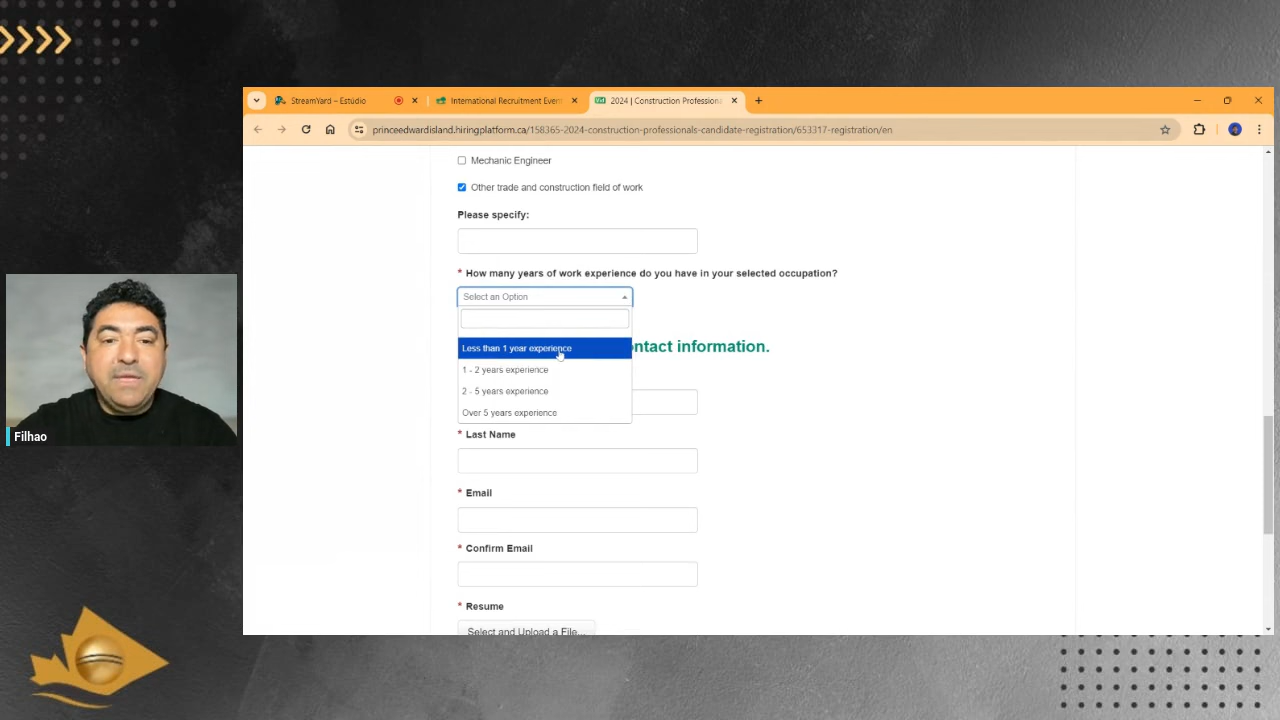 StreamYard – Estúdio
International Recruitment Even
2024 | Construction Professiona
princeedwardisland.hiringplatform.ca/158365-2024-construction-professionals-candidate-registration/653317-registration/en
Mechanic Engineer
Other trade and construction field of work
Please specify:
* How many years of work experience do you have in your selected occupation?
Select an Option
Less than 1 year experience
ntact information.
1 - 2 years experience
2 - 5 years experience
Over 5 years experience
Filhao
* Last Name
* Email
* Confirm Email
* Resume
Select and Upload a File...